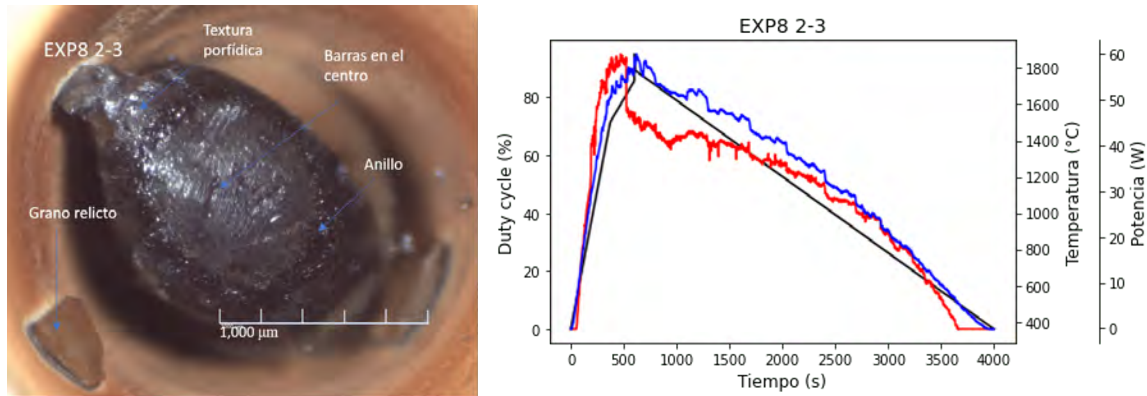 EXP8 2-3
Textura
porfídica
Barras en el
centro
Anillo
Grano relicto
1,000 µm
EXP8 2-3
Duty cycle (%)
80
60
40
20
0
0
500
1000
1500
2000
2500
3000
3500
4000
Tiempo (s)
1800
1600
1400
1200
1000
800
600
400
Temperatura (°C)
60
50
40
30
20
10
0
Potencia (W)